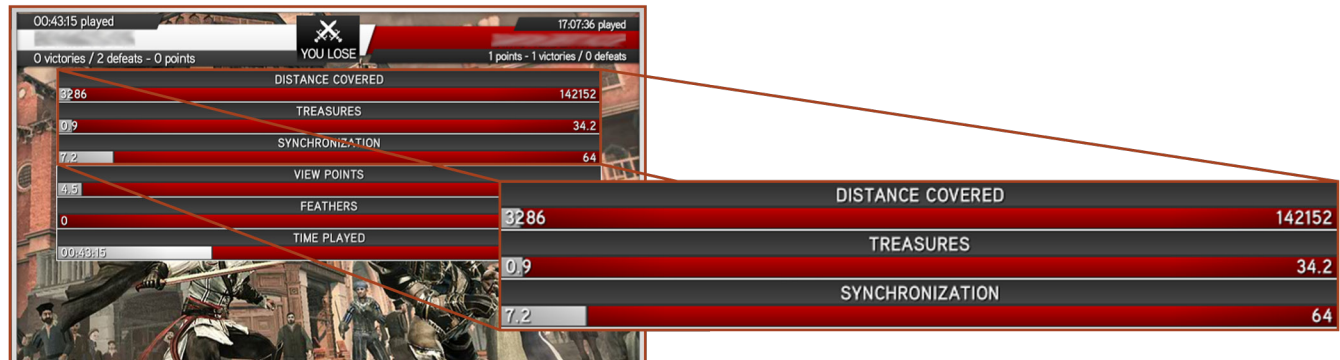 00:43:15 played
17:07:36 played
YOU LOSE
0 victories / 2 defeats - 0 points
1 points - 1 victories / 0 defeats
DISTANCE COVERED
3286 142152
TREASURES
0.9 34.2
SYNCHRONIZATION
7.2 64
VIEW POINTS
4.5
FEATHERS
0
TIME PLAYED
00:43:15
DISTANCE COVERED
3286 142152
TREASURES
0.9 34.2
SYNCHRONIZATION
7.2 64